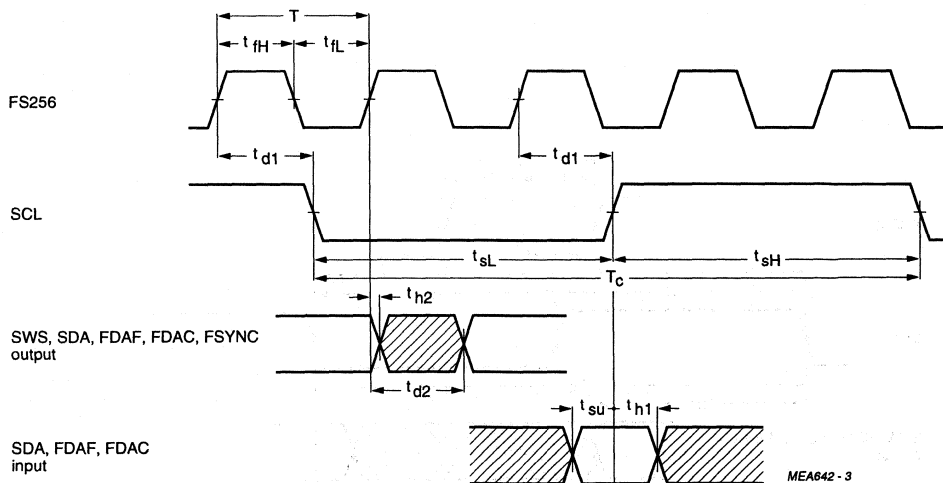 T
t fH
t fL
FS256
t d1
t d1
SCL
t sL
t sH
T c
t h2
SWS, SDA, FDAF, FDAC, FSYNC
output
t d2
t su
t h1
SDA, FDAF, FDAC
input
MEA642 - 3